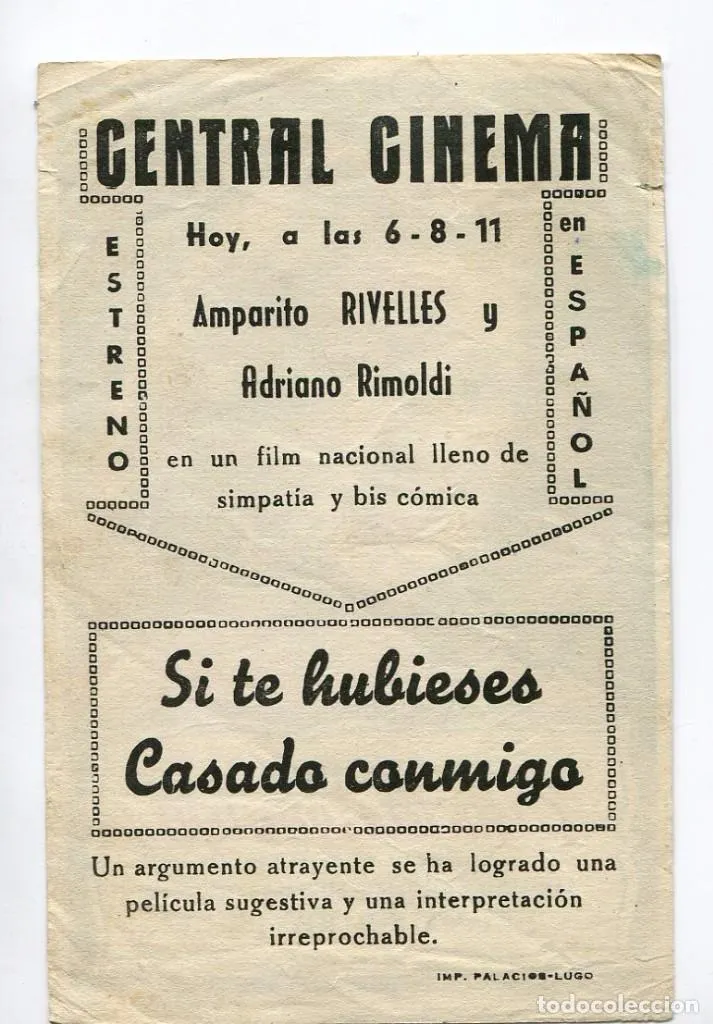 CENTRAL CINEMA
ESTRENO
Hoy, a las 6-8-11
en ESPAÑOL
Amparito RIVELLES y
Adriano Rimoldi
en un film nacional lleno de
simpatía y bis cómica
Si te hubieses
Casado conmigo
Un argumento atrayente se ha logrado una
película sugestiva y una interpretación
irreprochable.
IMP. PALACIOS-LUGO
todocoleccion